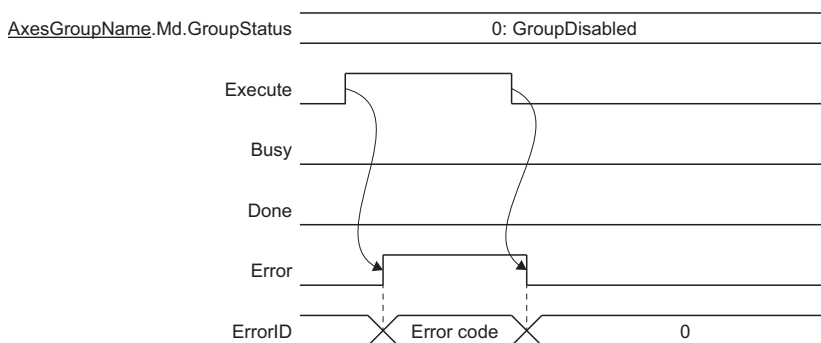 AxesGroupName.Md.GroupStatus 0: GroupDisabled
Execute
Busy
Done
Error
ErrorID Error code 0